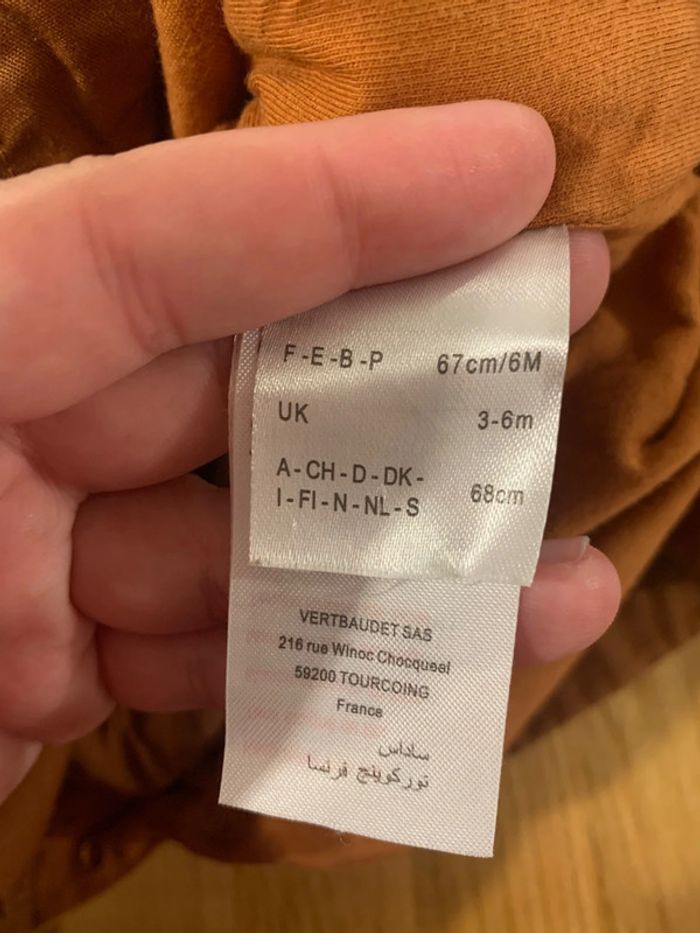 F-E-B-P 67cm/6M
UK 3-6m
A-CH-D-DK- 68cm
I-FI-N-NL-S
VERTBAUDET SAS
216 rue Winoc Chocqueel
59200 TOURCOING
France
ساداس
توركوينج فرنسا